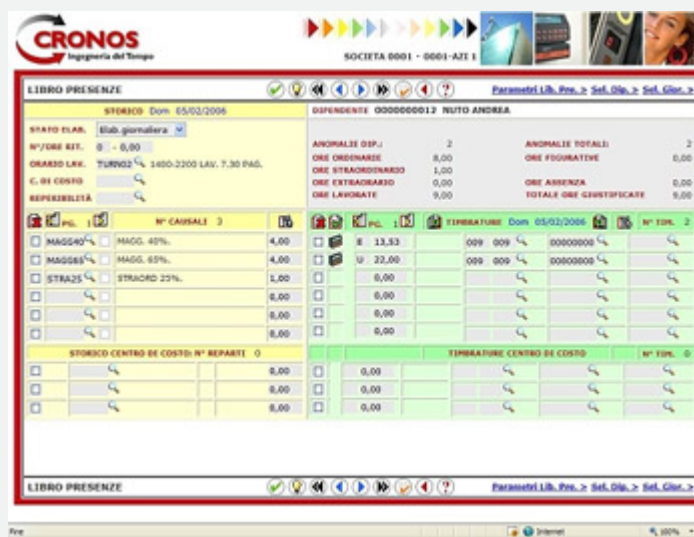 CRONOS
Ingegneria del Tempo
SOCIETA 0001 - 0001-AZI 1
LIBRO PRESENZE
Parametri Lib. Pre. > Sel. Dip. > Sel. Gior. >
STORICO Dom 05/02/2006
STATO ELAB. Elab.giornaliera
N°/ORE RIT. 0 - 0,00
ORARIO LAV. TURNO2 1400-2200 LAV. 7.30 PAG.
C. DI COSTO
REPERIBILITÀ
DIPENDENTE 0000000012 NUTO ANDREA
ANOMALIE DIP.: 2 ANOMALIE TOTALI: 2
ORE ORDINARIE 8,00 ORE FIGURATIVE 0,00
ORE STRAORDINARIO 1,00
ORE EXTRAORARIO 0,00 ORE ASSENZA 0,00
ORE LAVORATE 9,00 TOTALE ORE GIUSTIFICATE 9,00
PG. 1 N° CAUSALI 3
MAGG40 MAGG. 40%. 4,00
MAGG65 MAGG. 65%. 4,00
STRA25 STRAORD 25%. 1,00
0,00
0,00
0,00
PG. 1 TIMBRATURE Dom 05/02/2006 N° TIM. 2
E 13,53 009 009 00000000
U 22,00 009 009 00000000
0,00
0,00
0,00
0,00
STORICO CENTRO DI COSTO: N° REPARTI 0
0,00
0,00
0,00
TIMBRATURE CENTRO DI COSTO N° TIM. 0
0,00
0,00
0,00
LIBRO PRESENZE
Parametri Lib. Pre. > Sel. Dip. > Sel. Gior. >
Fine
Internet
100%